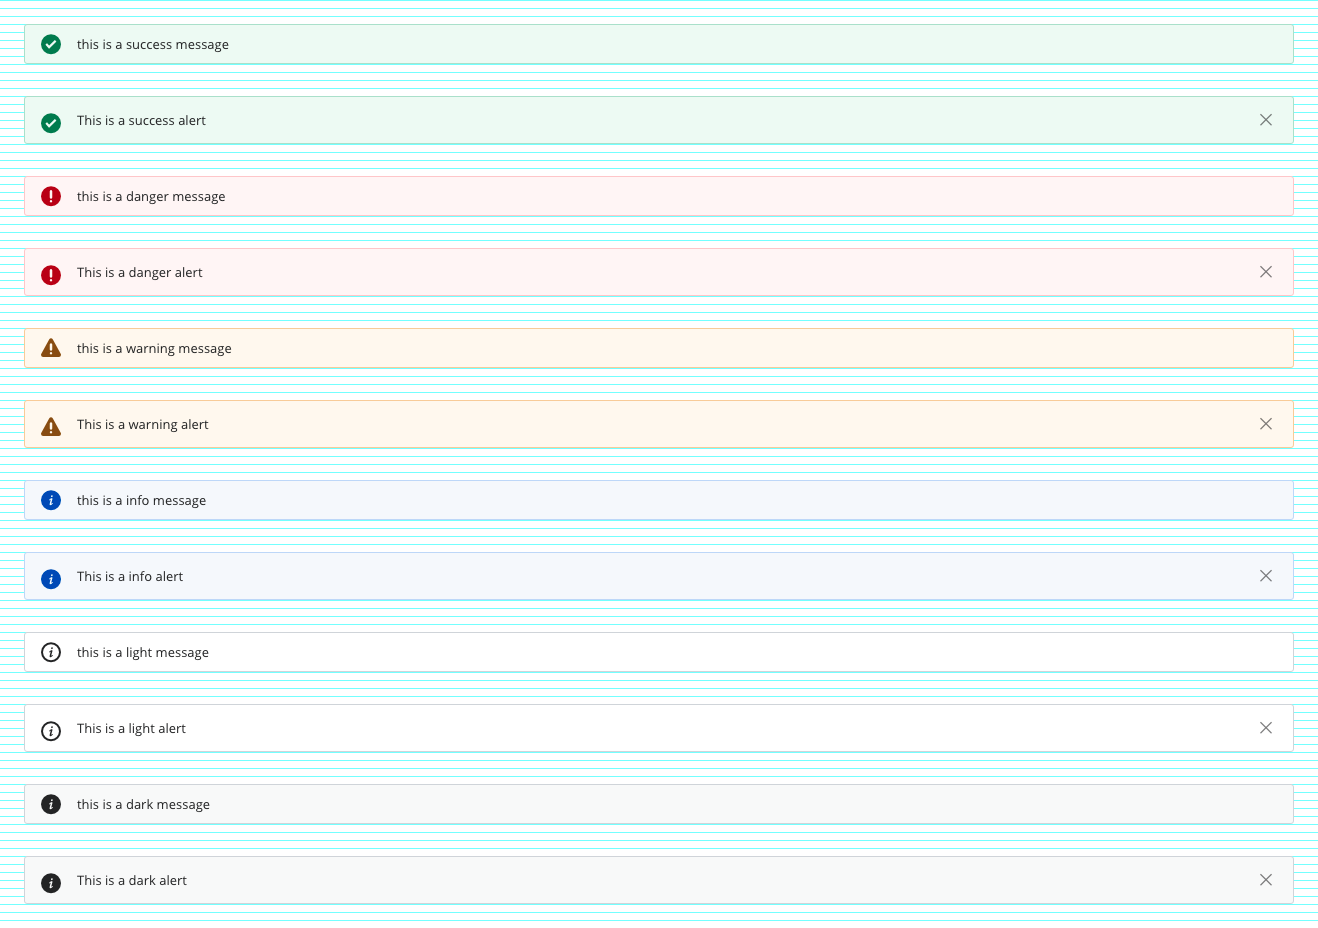 this is a success message
This is a success alert
this is a danger message
This is a danger alert
this is a warning message
This is a warning alert
this is a info message
This is a info alert
this is a light message
This is a light alert
this is a dark message
This is a dark alert